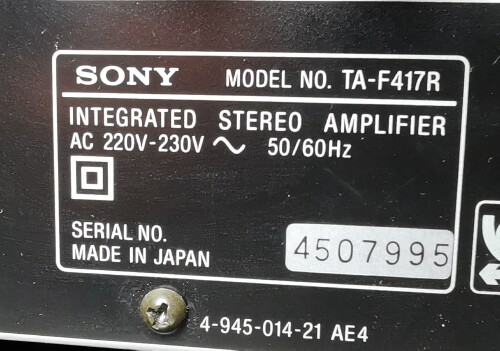 SONY MODEL NO. TA-F417R
INTEGRATED STEREO AMPLIFIER
AC 220V-230V ~ 50/60Hz
SERIAL NO. 4507995
MADE IN JAPAN
4-945-014-21 AE4